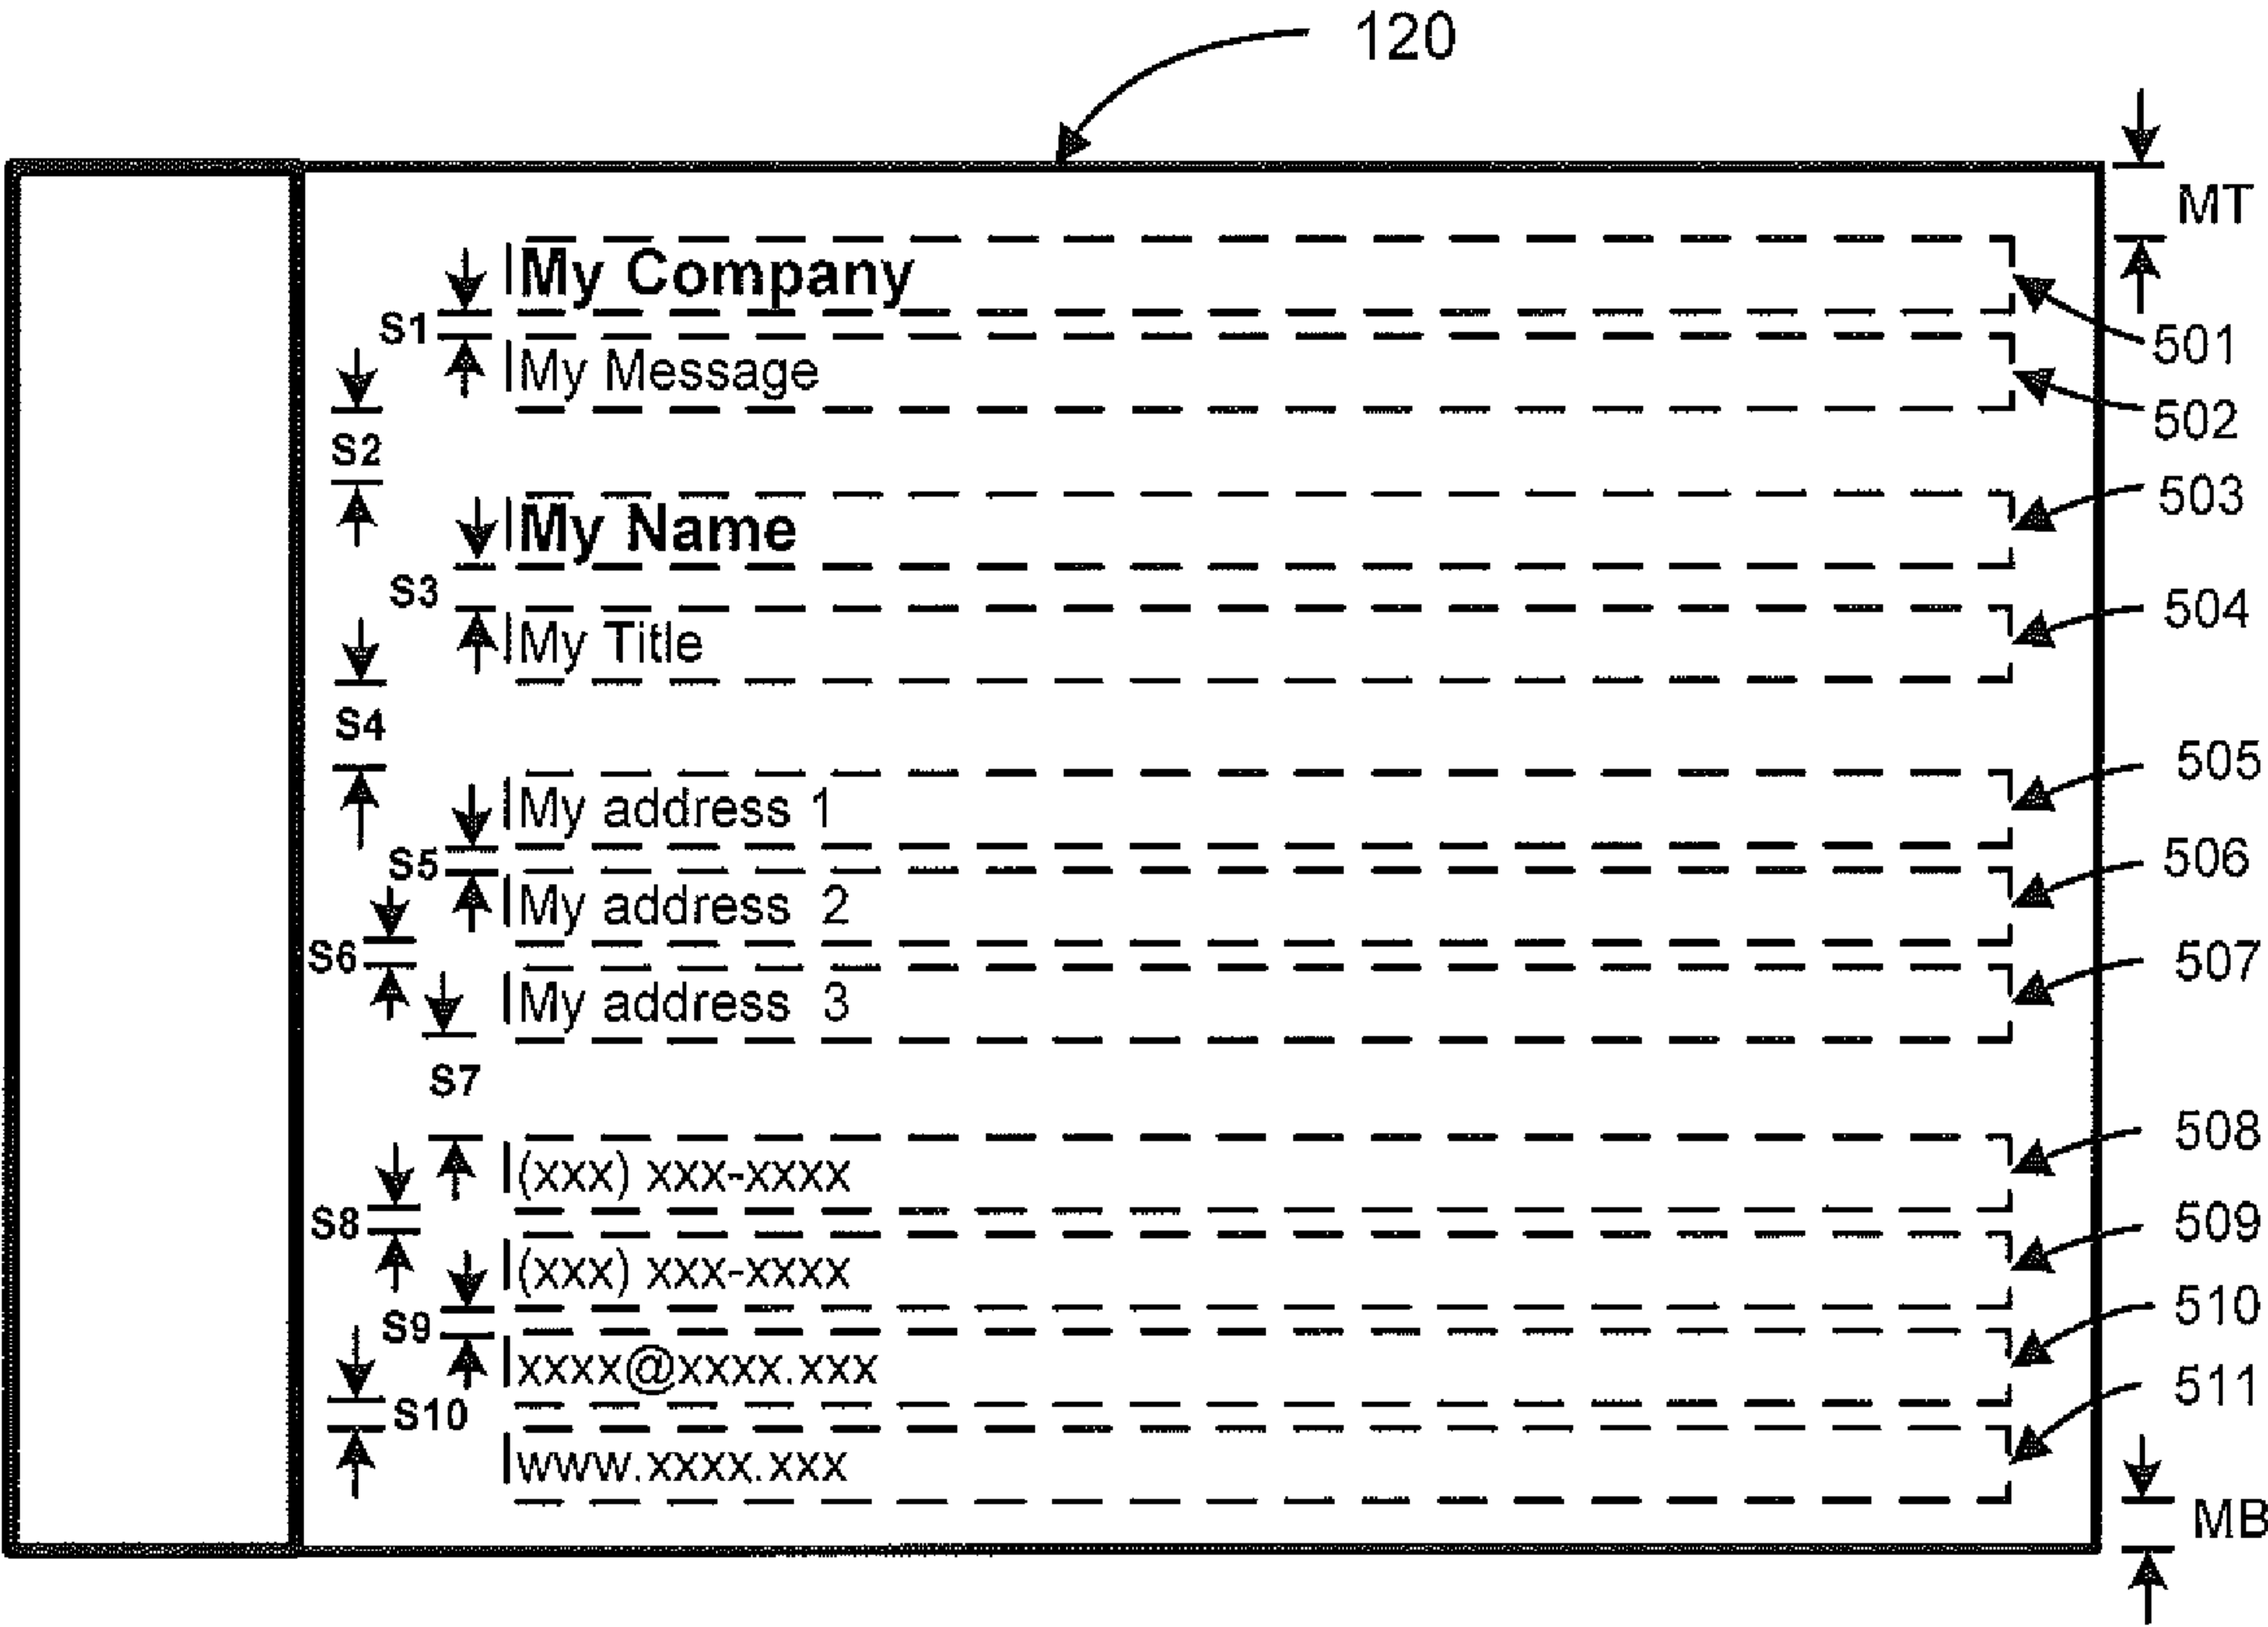 120
MT
My Company
S1
501
My Message
502
S2
503
My Name
S3
504
My Title
S4
505
My address 1
S5
506
My address 2
S6
507
My address 3
S7
508
(xxx) xxx-xxxx
S8
509
(xxx) xxx-xxxx
S9
510
xxxx@xxxx.xxx
511
S10
www.xxxx.xxx
MB